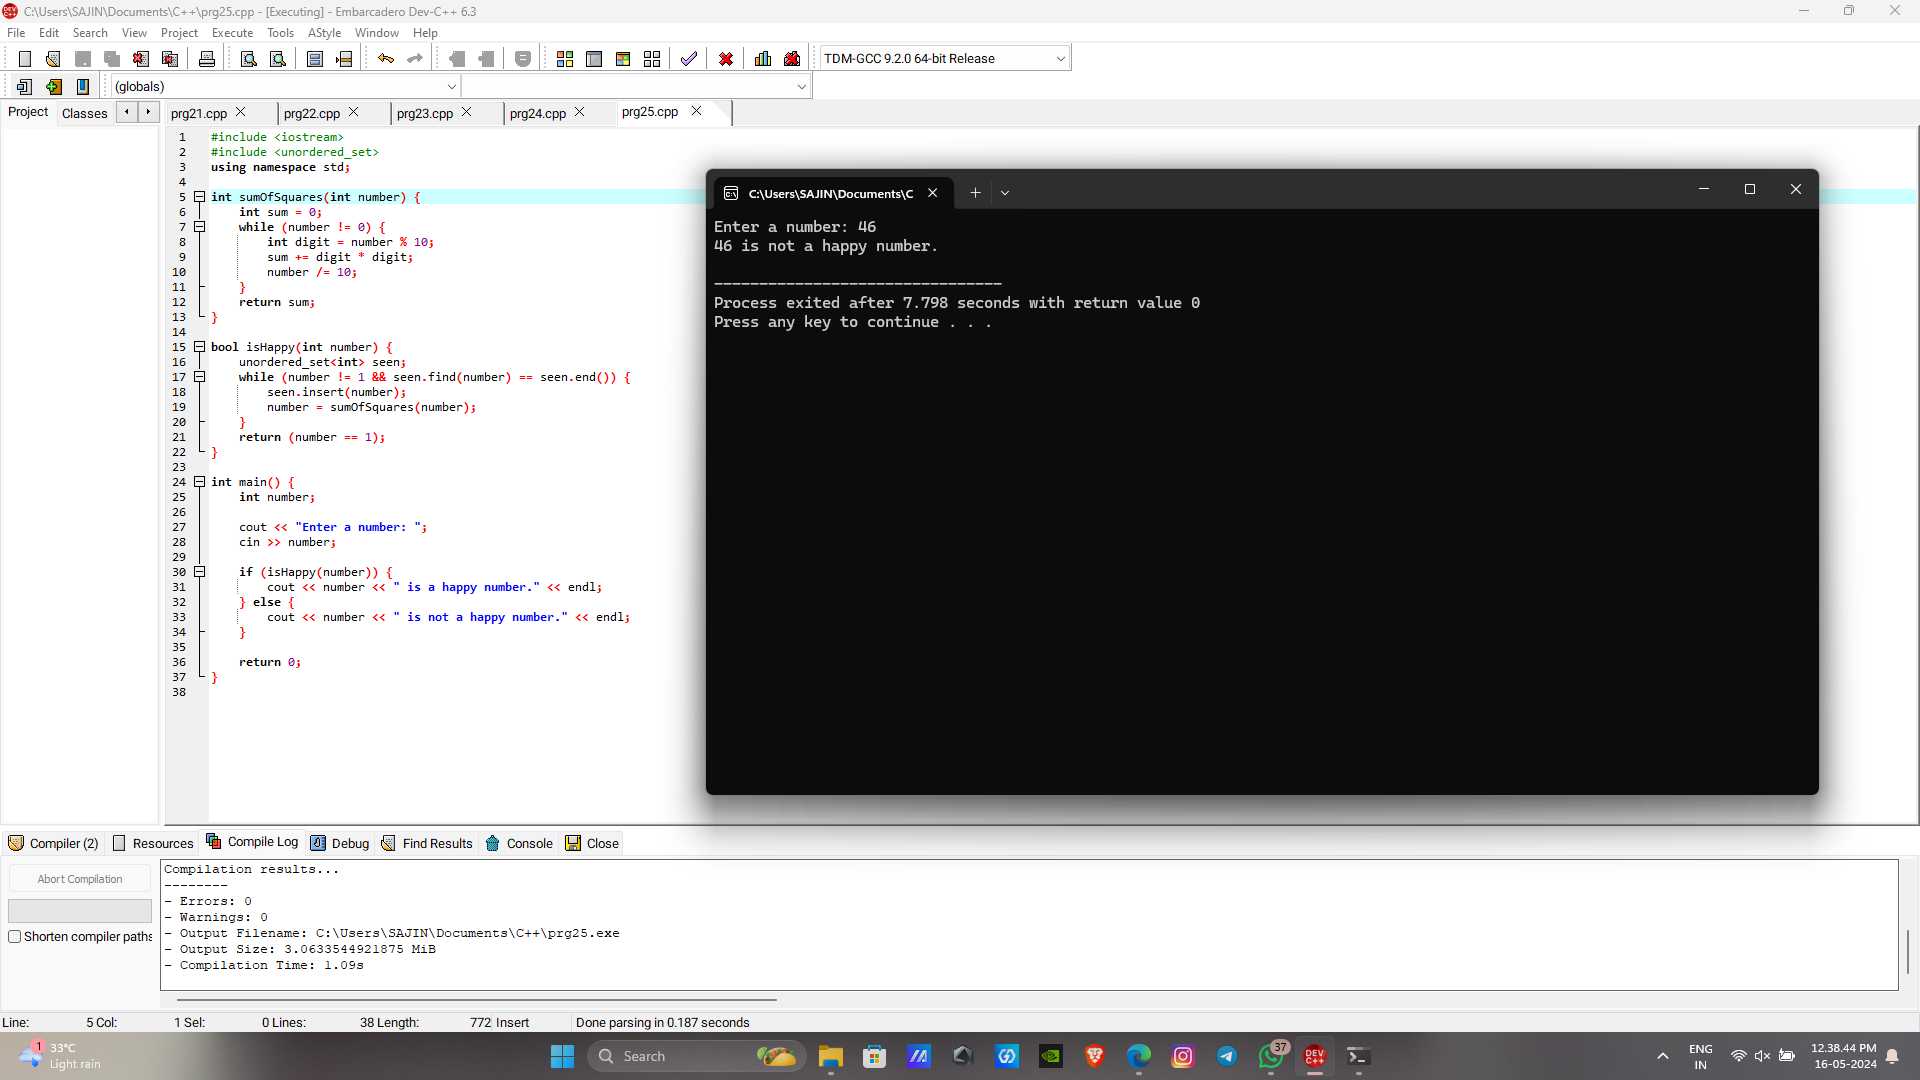 C:\Users\SAJIN\Documents\C++\prg25.cpp - [Executing] - Embarcadero Dev-C++ 6.3
File Edit Search View Project Execute Tools AStyle Window Help
TDM-GCC 9.2.0 64-bit Release
(globals)
Project Classes prg21.cpp prg22.cpp prg23.cpp prg24.cpp prg25.cpp
1 #include <iostream>
2 #include <unordered_set>
3 using namespace std;
4
5 int sumOfSquares(int number) {
6 int sum = 0;
7 while (number != 0) {
8 int digit = number % 10;
9 sum += digit * digit;
10 number /= 10;
11 }
12 return sum;
13 }
14
15 bool isHappy(int number) {
16 unordered_set<int> seen;
17 while (number != 1 && seen.find(number) == seen.end()) {
18 seen.insert(number);
19 number = sumOfSquares(number);
20 }
21 return (number == 1);
22 }
23
24 int main() {
25 int number;
26
27 cout << "Enter a number: ";
28 cin >> number;
29
30 if (isHappy(number)) {
31 cout << number << " is a happy number." << endl;
32 } else {
33 cout << number << " is not a happy number." << endl;
34 }
35
36 return 0;
37 }
38
C:\Users\SAJIN\Documents\C
Enter a number: 46
46 is not a happy number.
--------------------------------
Process exited after 7.798 seconds with return value 0
Press any key to continue . . .
Compiler (2) Resources Compile Log Debug Find Results Console Close
Abort Compilation
Shorten compiler paths
Compilation results...
--------
- Errors: 0
- Warnings: 0
- Output Filename: C:\Users\SAJIN\Documents\C++\prg25.exe
- Output Size: 3.0633544921875 MiB
- Compilation Time: 1.09s
Line: 5 Col: 1 Sel: 0 Lines: 38 Length: 772 Insert Done parsing in 0.187 seconds
1
33°C
Light rain
Search
37
DEV
C++
ENG
IN
12.38.44 PM
16-05-2024